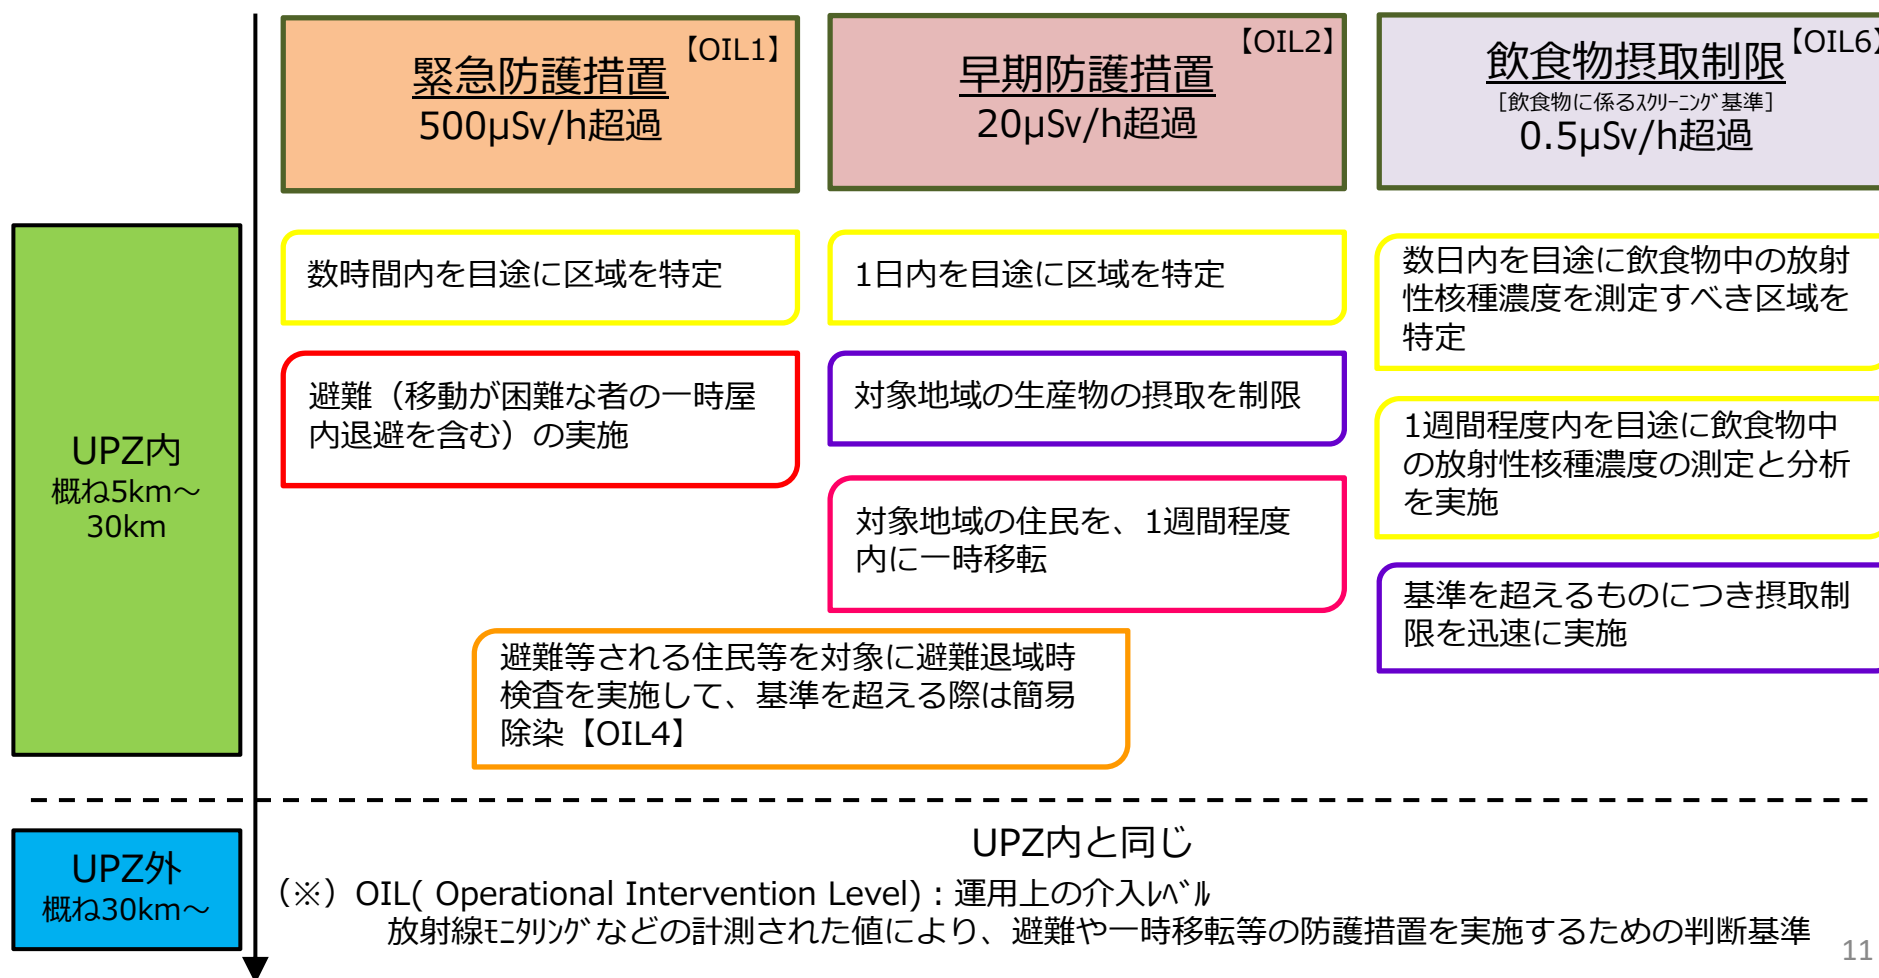 緊急防護措置【OIL1】
500μSv/h超過
早期防護措置【OIL2】
20μSv/h超過
飲食物摂取制限【OIL6】
[飲食物に係るｽｸﾘｰﾆﾝｸﾞ基準]
0.5μSv/h超過
UPZ内
概ね5km～
30km
数時間内を目途に区域を特定
避難（移動が困難な者の一時屋
内退避を含む）の実施
1日内を目途に区域を特定
対象地域の生産物の摂取を制限
対象地域の住民を、1週間程度
内に一時移転
避難等される住民等を対象に避難退域時
検査を実施して、基準を超える際は簡易
除染【OIL4】
数日内を目途に飲食物中の放射
性核種濃度を測定すべき区域を
特定
1週間程度内を目途に飲食物中
の放射性核種濃度の測定と分析
を実施
基準を超えるものにつき摂取制
限を迅速に実施
UPZ外
概ね30km～
UPZ内と同じ
（※）OIL( Operational Intervention Level)：運用上の介入ﾚﾍﾞﾙ
放射線ﾓﾆﾀﾘﾝｸﾞなどの計測された値により、避難や一時移転等の防護措置を実施するための判断基準
11